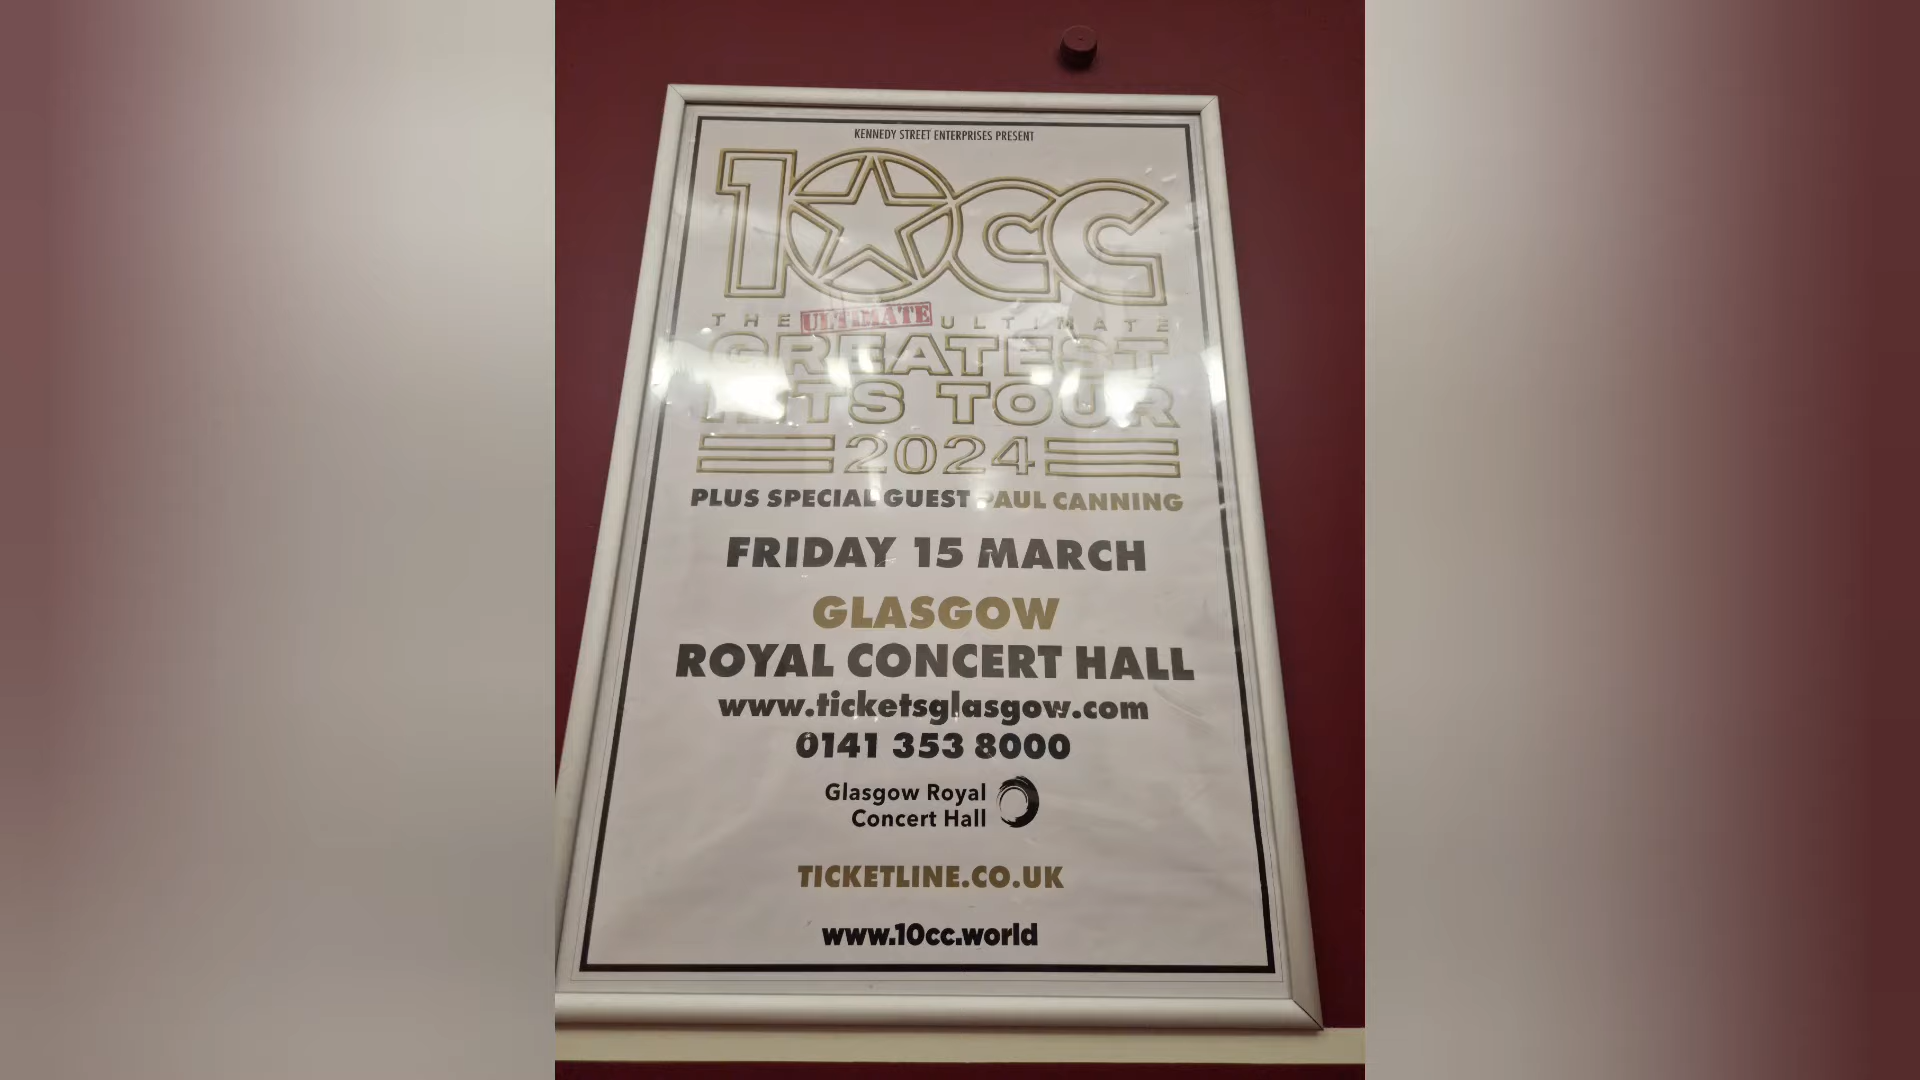 KENNEDY STREET ENTERPRISES PRESENT
10cc
THE ULTIMATE ULTIMATE
GREATEST
HITS TOUR
2024
PLUS SPECIAL GUEST PAUL CANNING
FRIDAY 15 MARCH
GLASGOW
ROYAL CONCERT HALL
www.ticketsglasgow.com
0141 353 8000
Glasgow Royal
Concert Hall
TICKETLINE.CO.UK
www.10cc.world